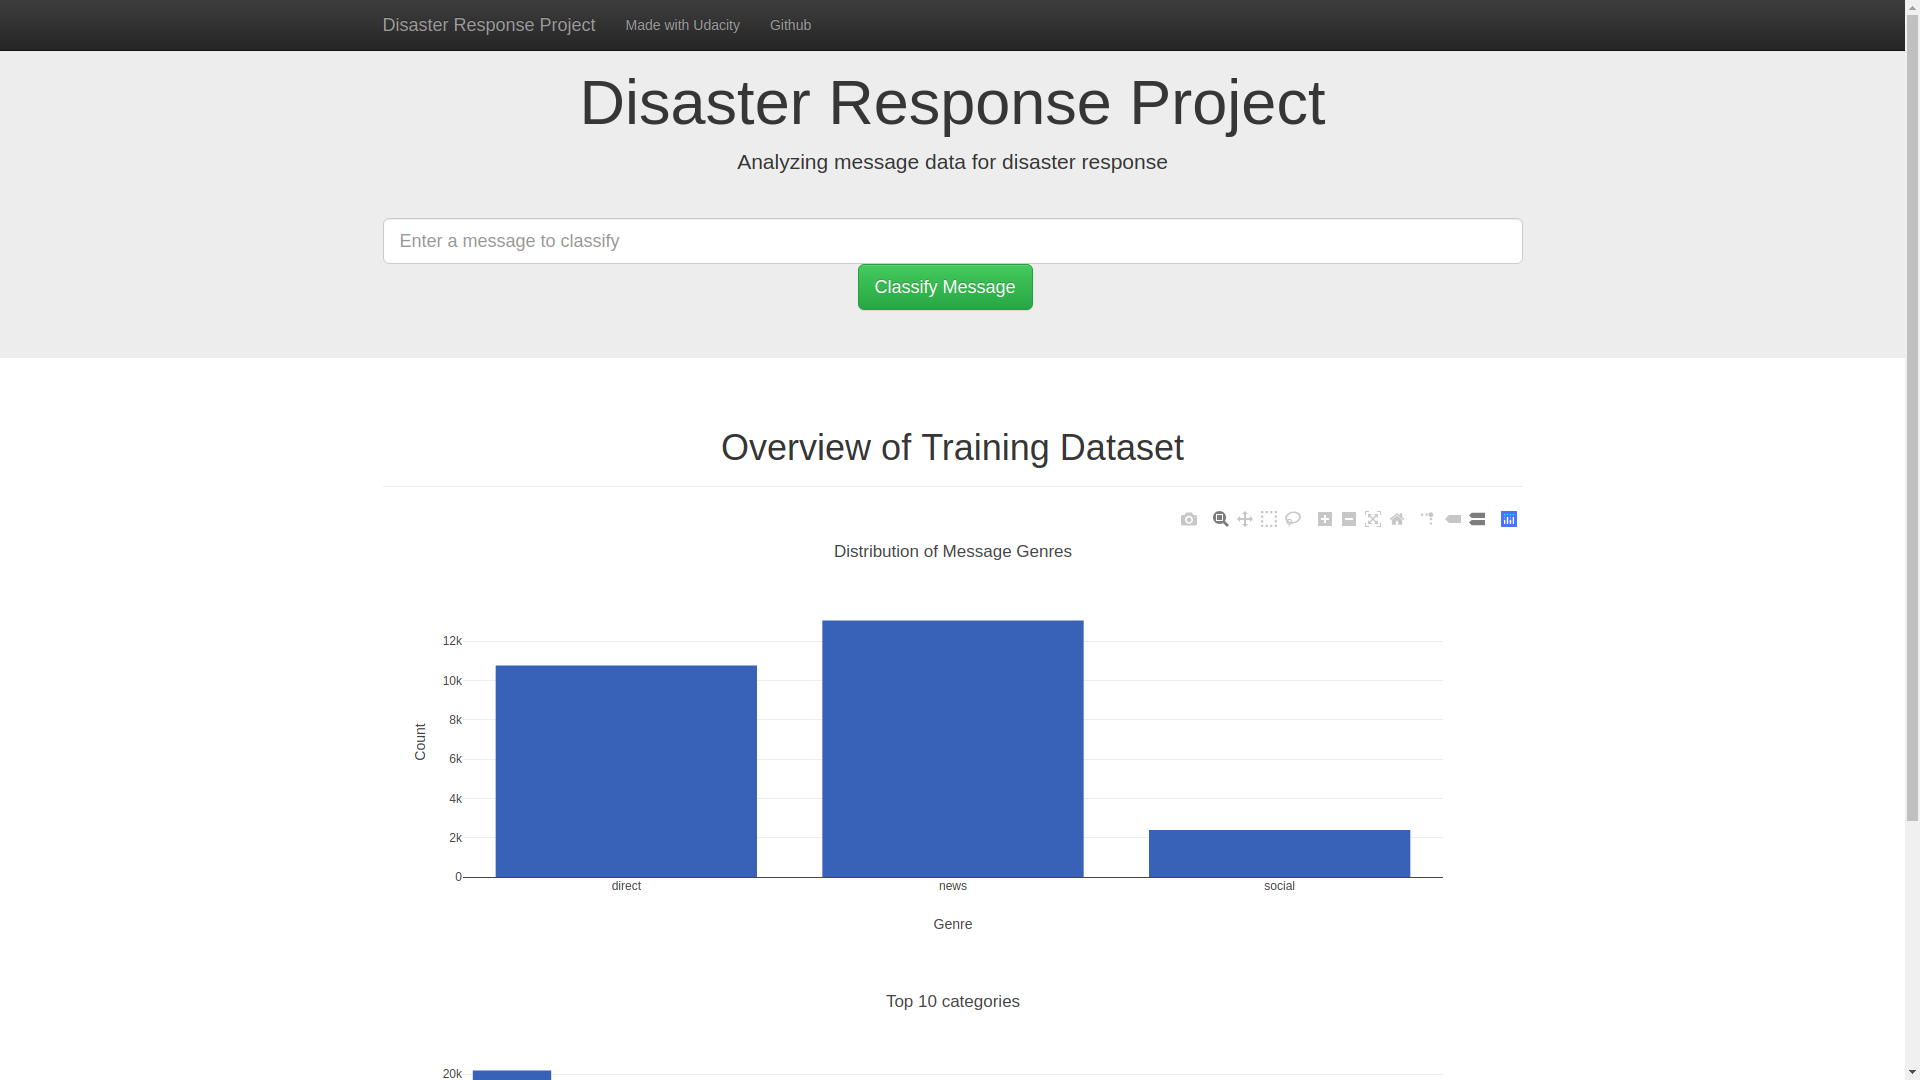 Disaster Response Project Made with Udacity Github
Disaster Response Project
Analyzing message data for disaster response
Enter a message to classify
Classify Message
Overview of Training Dataset
Distribution of Message Genres
12k
10k
8k
6k
4k
2k
0
Count
direct news social
Genre
Top 10 categories
20k